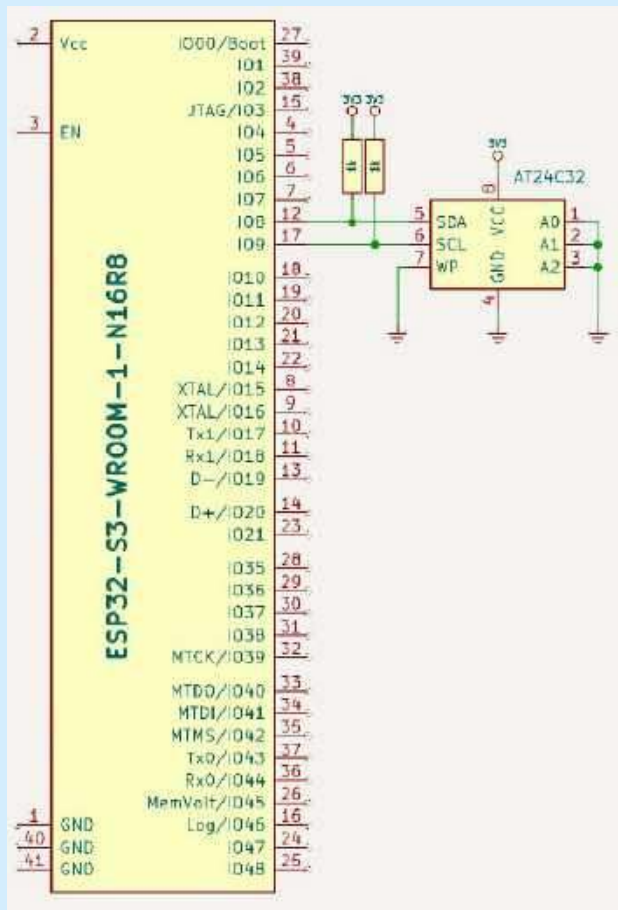 2 Vcc IO00/Boot 27
IO1 39
IO2 38
JTAG/IO3 15
3 EN IO4 4
IO5 5
IO6 6
IO7 7
IO8 12
IO9 17
IO10 18
IO11 19
IO12 20
IO13 21
IO14 22
XTAL/IO15 8
XTAL/IO16 9
Tx1/IO17 10
Rx1/IO18 11
D-/IO19 13
D+/IO20 14
IO21 23
IO35 28
IO36 29
IO37 30
IO38 31
MTCK/IO39 32
MTDO/IO40 33
MTDI/IO41 34
MTMS/IO42 35
Tx0/IO43 37
Rx0/IO44 36
MemVolt/IO45 26
1 GND Log/IO46 16
40 GND IO47 24
41 GND IO48 25
ESP32-S3-WROOM-1-N16R8
3V3 3V3
1k 1k
3V3
AT24C32
8
VCC
5 SDA A0 1
6 SCL A1 2
7 WP A2 3
GND
4